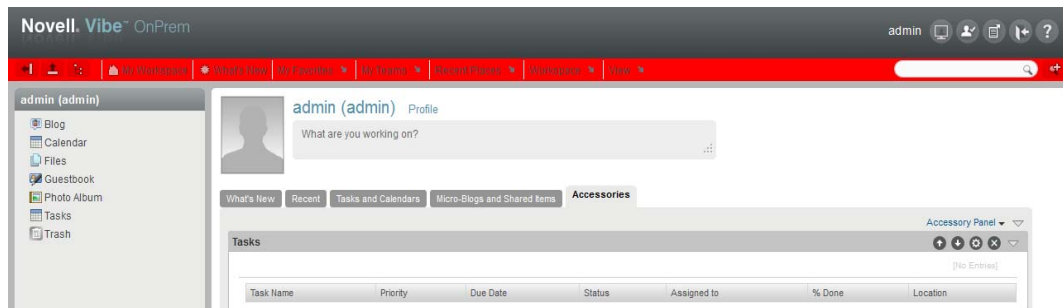 Novell. Vibe™ OnPrem
admin
?
My Workspace What's New My Favorites My Teams Recent Places Workspace View
admin (admin)
Blog
Calendar
Files
Guestbook
Photo Album
Tasks
Trash
admin (admin) Profile
What are you working on?
What's New Recent Tasks and Calendars Micro-Blogs and Shared Items Accessories
Accessory Panel
Tasks
[No Entries]
Task Name Priority Due Date Status Assigned to % Done Location